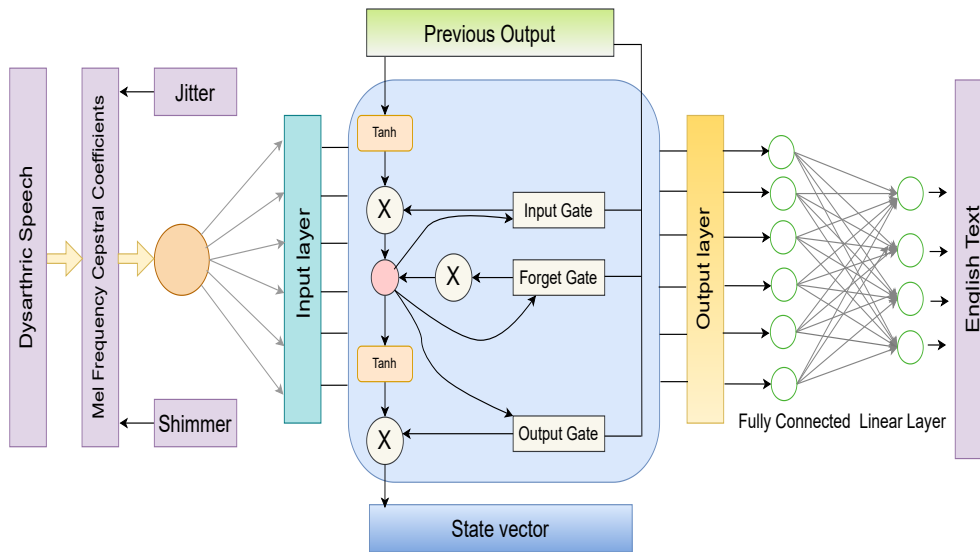 Previous Output
Dysarthric Speech
Mel Frequency Cepstral Coefficients
Jitter
Shimmer
Input layer
Tanh
X
Input Gate
X
Forget Gate
Tanh
X
Output Gate
State vector
Output layer
Fully Connected
Linear Layer
English Text